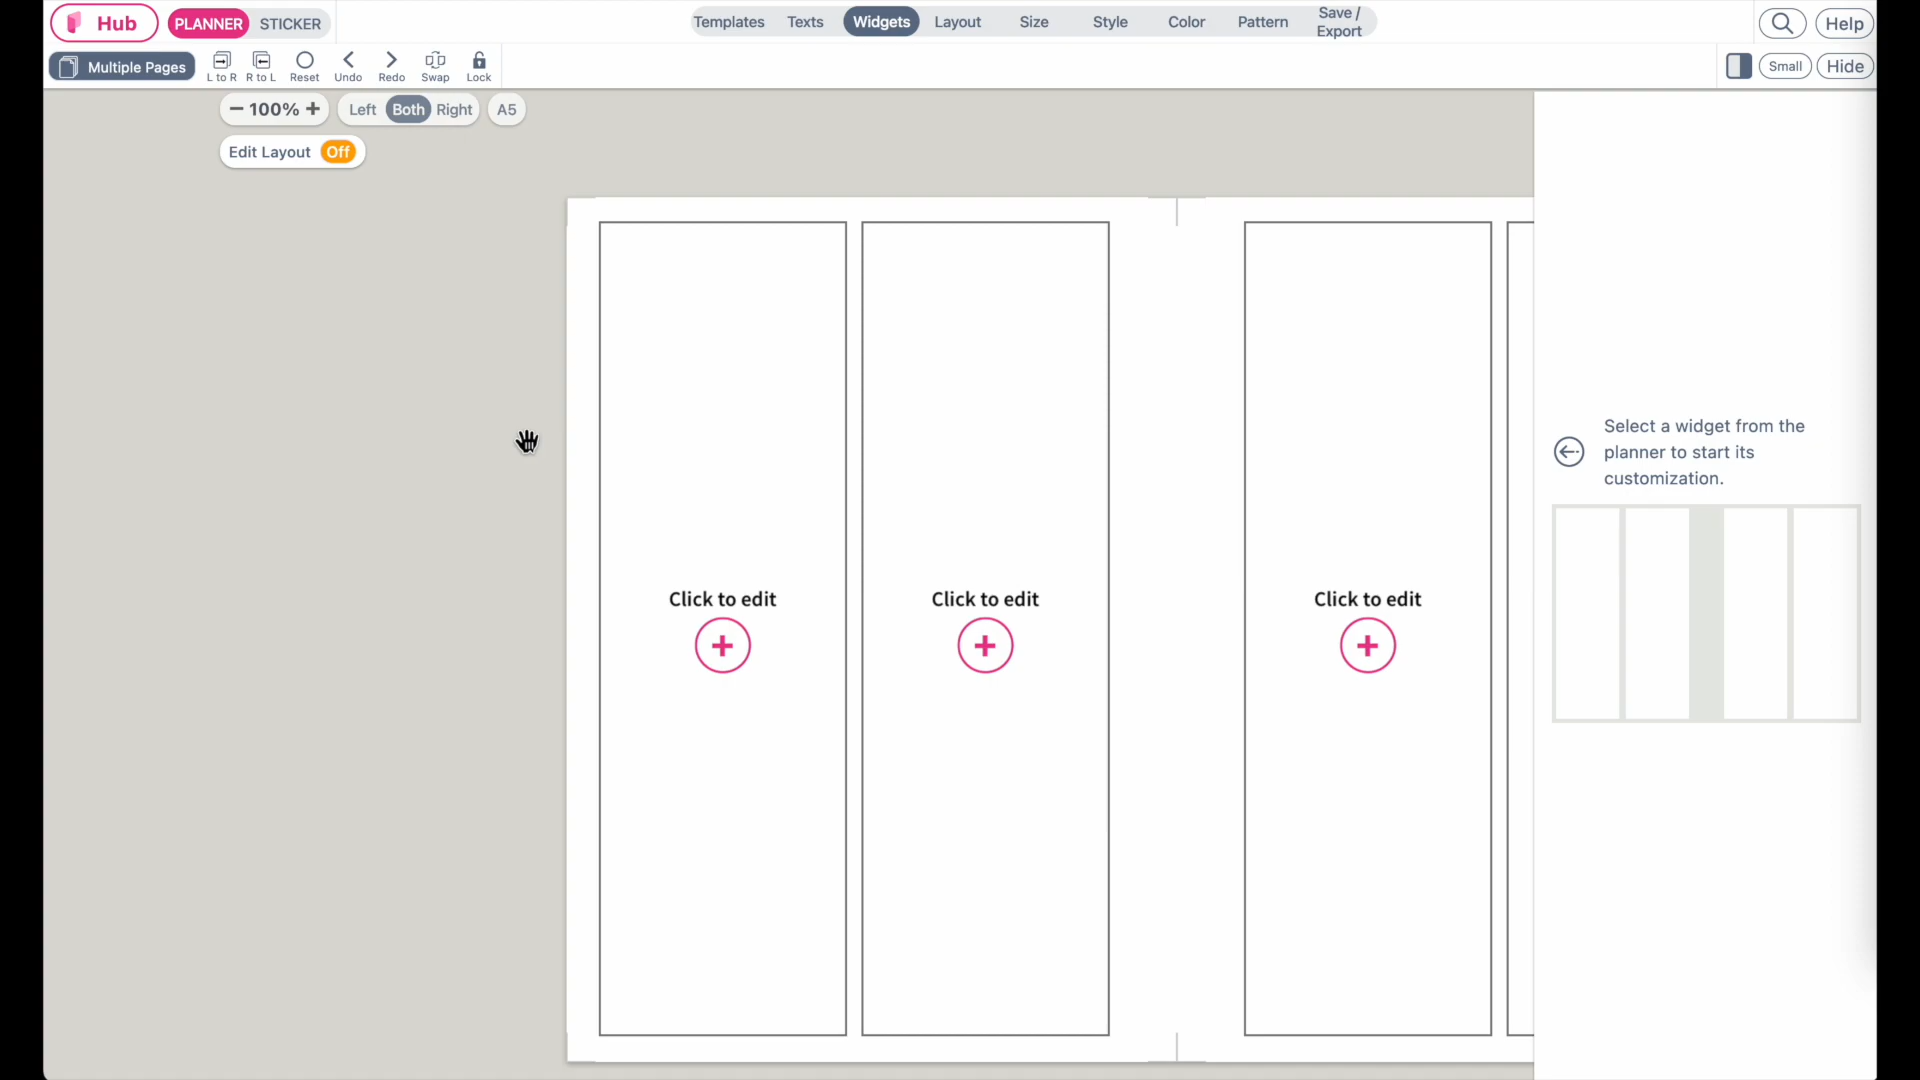 Hub PLANNER STICKER Templates Texts Widgets Layout Size Style Color Pattern Save / Export Help
Multiple Pages L to R R to L Reset Undo Redo Swap Lock Small Hide
− 100% + Left Both Right A5
Edit Layout Off
Select a widget from the
planner to start its
customization.
Click to edit Click to edit Click to edit